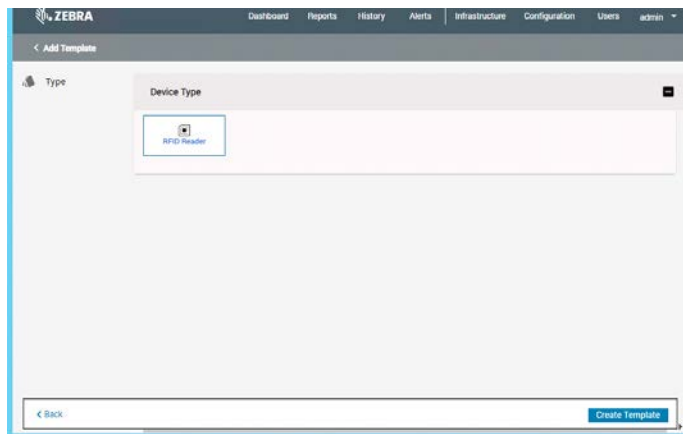 ZEBRA Dashboard Reports History Alerts Infrastructure Configuration Users admin
< Add Template
Type
Device Type
RFID Reader
< Back Create Template